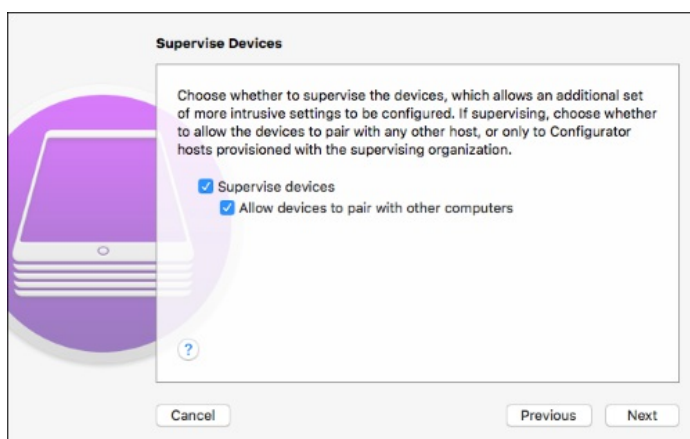 Supervise Devices
Choose whether to supervise the devices, which allows an additional set
of more intrusive settings to be configured. If supervising, choose whether
to allow the devices to pair with any other host, or only to Configurator
hosts provisioned with the supervising organization.
Supervise devices
Allow devices to pair with other computers
?
Cancel Previous Next